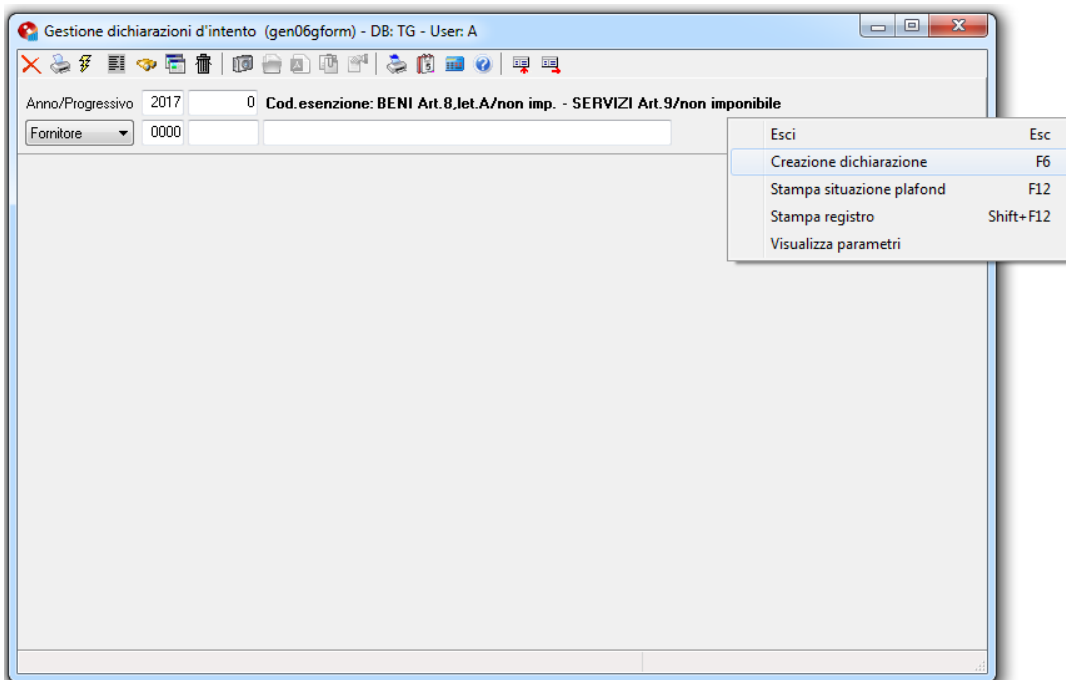 Gestione dichiarazioni d'intento (gen06gform) - DB: TG - User: A
Anno/Progressivo 2017 0 Cod.esenzione: BENI Art.8,let.A/non imp. - SERVIZI Art.9/non imponibile
Fornitore 0000
Esci Esc
Creazione dichiarazione F6
Stampa situazione plafond F12
Stampa registro Shift+F12
Visualizza parametri